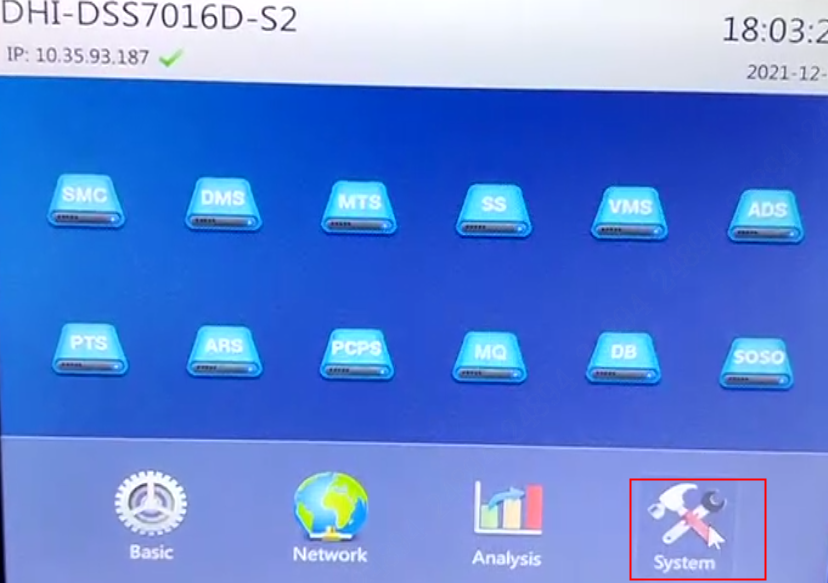 DHI-DSS7016D-S2
18:03:2
IP: 10.35.93.187
2021-12-
SMC DMS MTS SS VMS ADS
PTS ARS PCPS MQ DB SOSO
Basic Network Analysis System